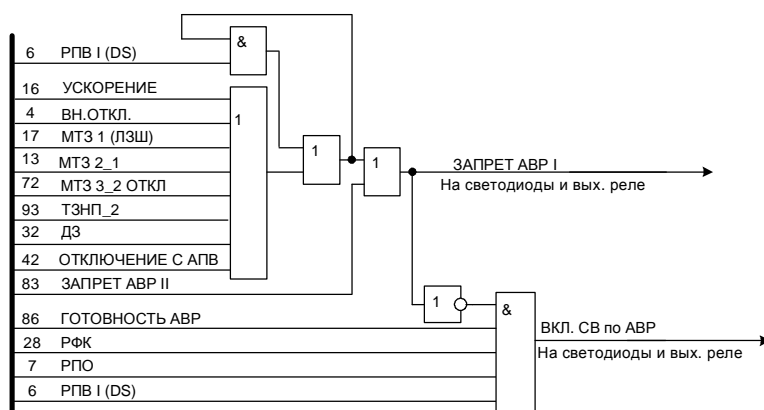 6 РПВ I (DS)
&
16 УСКОРЕНИЕ
4 ВН.ОТКЛ.
1
17 МТЗ 1 (ЛЗШ)
13 МТЗ 2_1
1
1
ЗАПРЕТ АВР I
На светодиоды и вых. реле
72 МТЗ 3_2 ОТКЛ
93 ТЗНП_2
32 ДЗ
42 ОТКЛЮЧЕНИЕ С АПВ
83 ЗАПРЕТ АВР II
1
&
86 ГОТОВНОСТЬ АВР
ВКЛ. СВ по АВР
28 РФК
На светодиоды и вых. реле
7 РПО
6 РПВ I (DS)